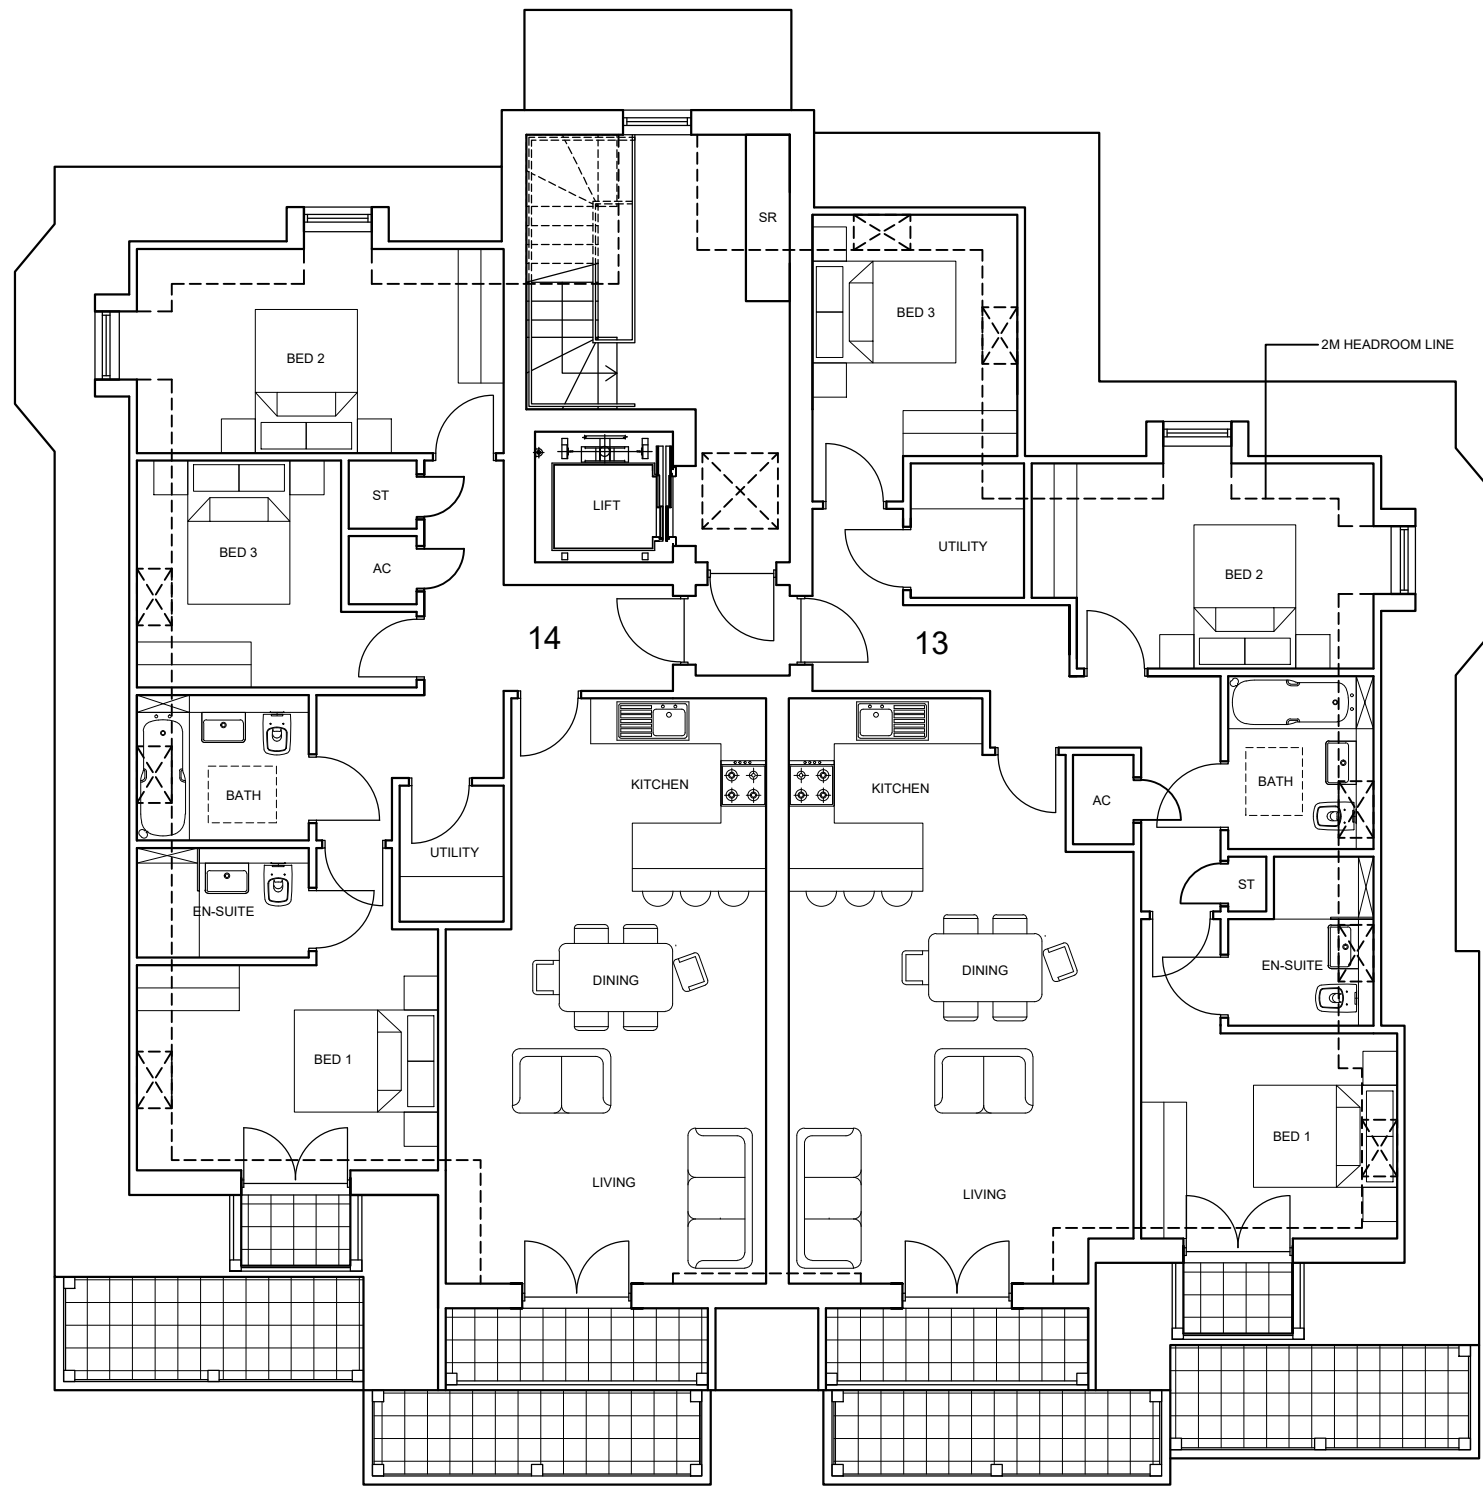 SR
BED 3
2M HEADROOM LINE
BED 2
ST
LIFT
BED 3
AC
UTILITY
BED 2
14
13
KITCHEN
KITCHEN
BATH
BATH
AC
UTILITY
ST
EN-SUITE
EN-SUITE
DINING
DINING
BED 1
BED 1
LIVING
LIVING